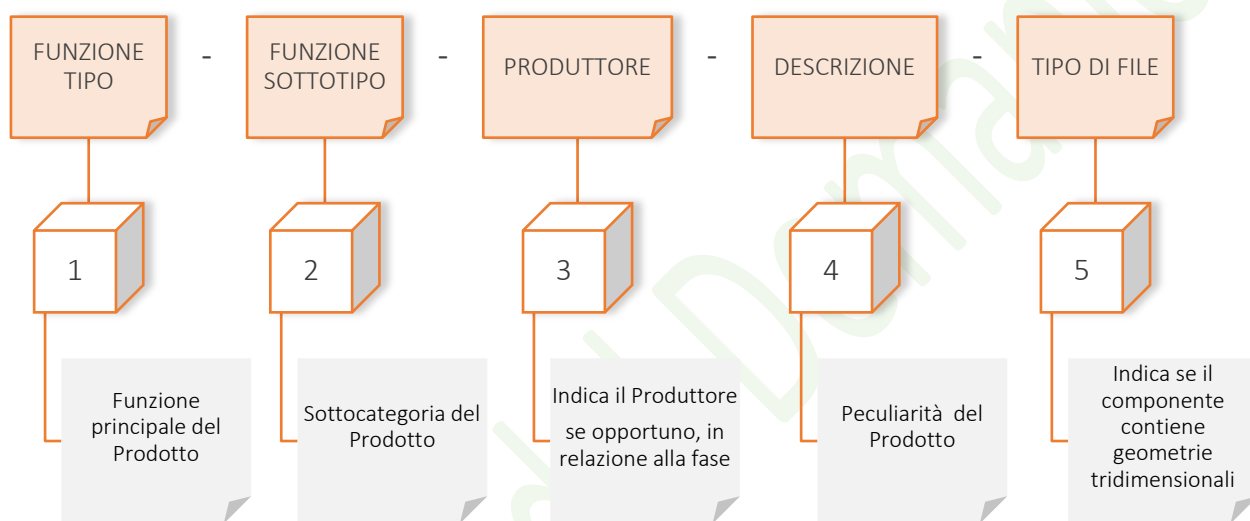 FUNZIONE
TIPO
-
FUNZIONE
SOTTOTIPO
-
PRODUTTORE
-
DESCRIZIONE
-
TIPO DI FILE
1
2
3
4
5
Funzione
principale del
Prodotto
Sottocategoria del
Prodotto
Indica il Produttore
se opportuno, in
relazione alla fase
Peculiarità del
Prodotto
Indica se il
componente
contiene
geometrie
tridimensionali